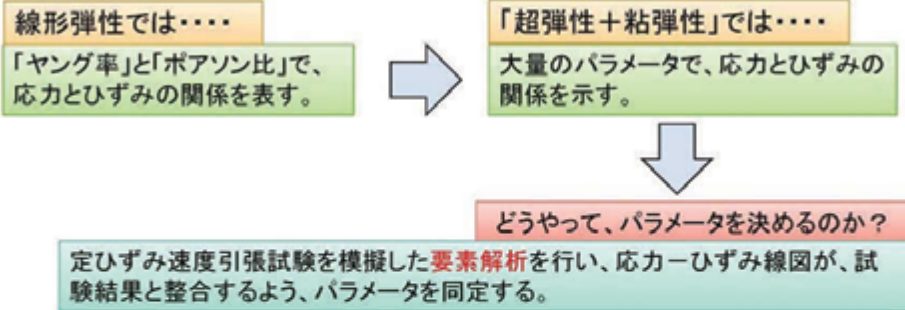 線形弾性では・・・・
「ヤング率」と「ポアソン比」で、
応力とひずみの関係を表す。
「超弾性＋粘弾性」では・・・・
大量のパラメータで、応力とひずみの
関係を示す。
どうやって、パラメータを決めるのか？
定ひずみ速度引張試験を模擬した要素解析を行い、応力－ひずみ線図が、試
験結果と整合するよう、パラメータを同定する。